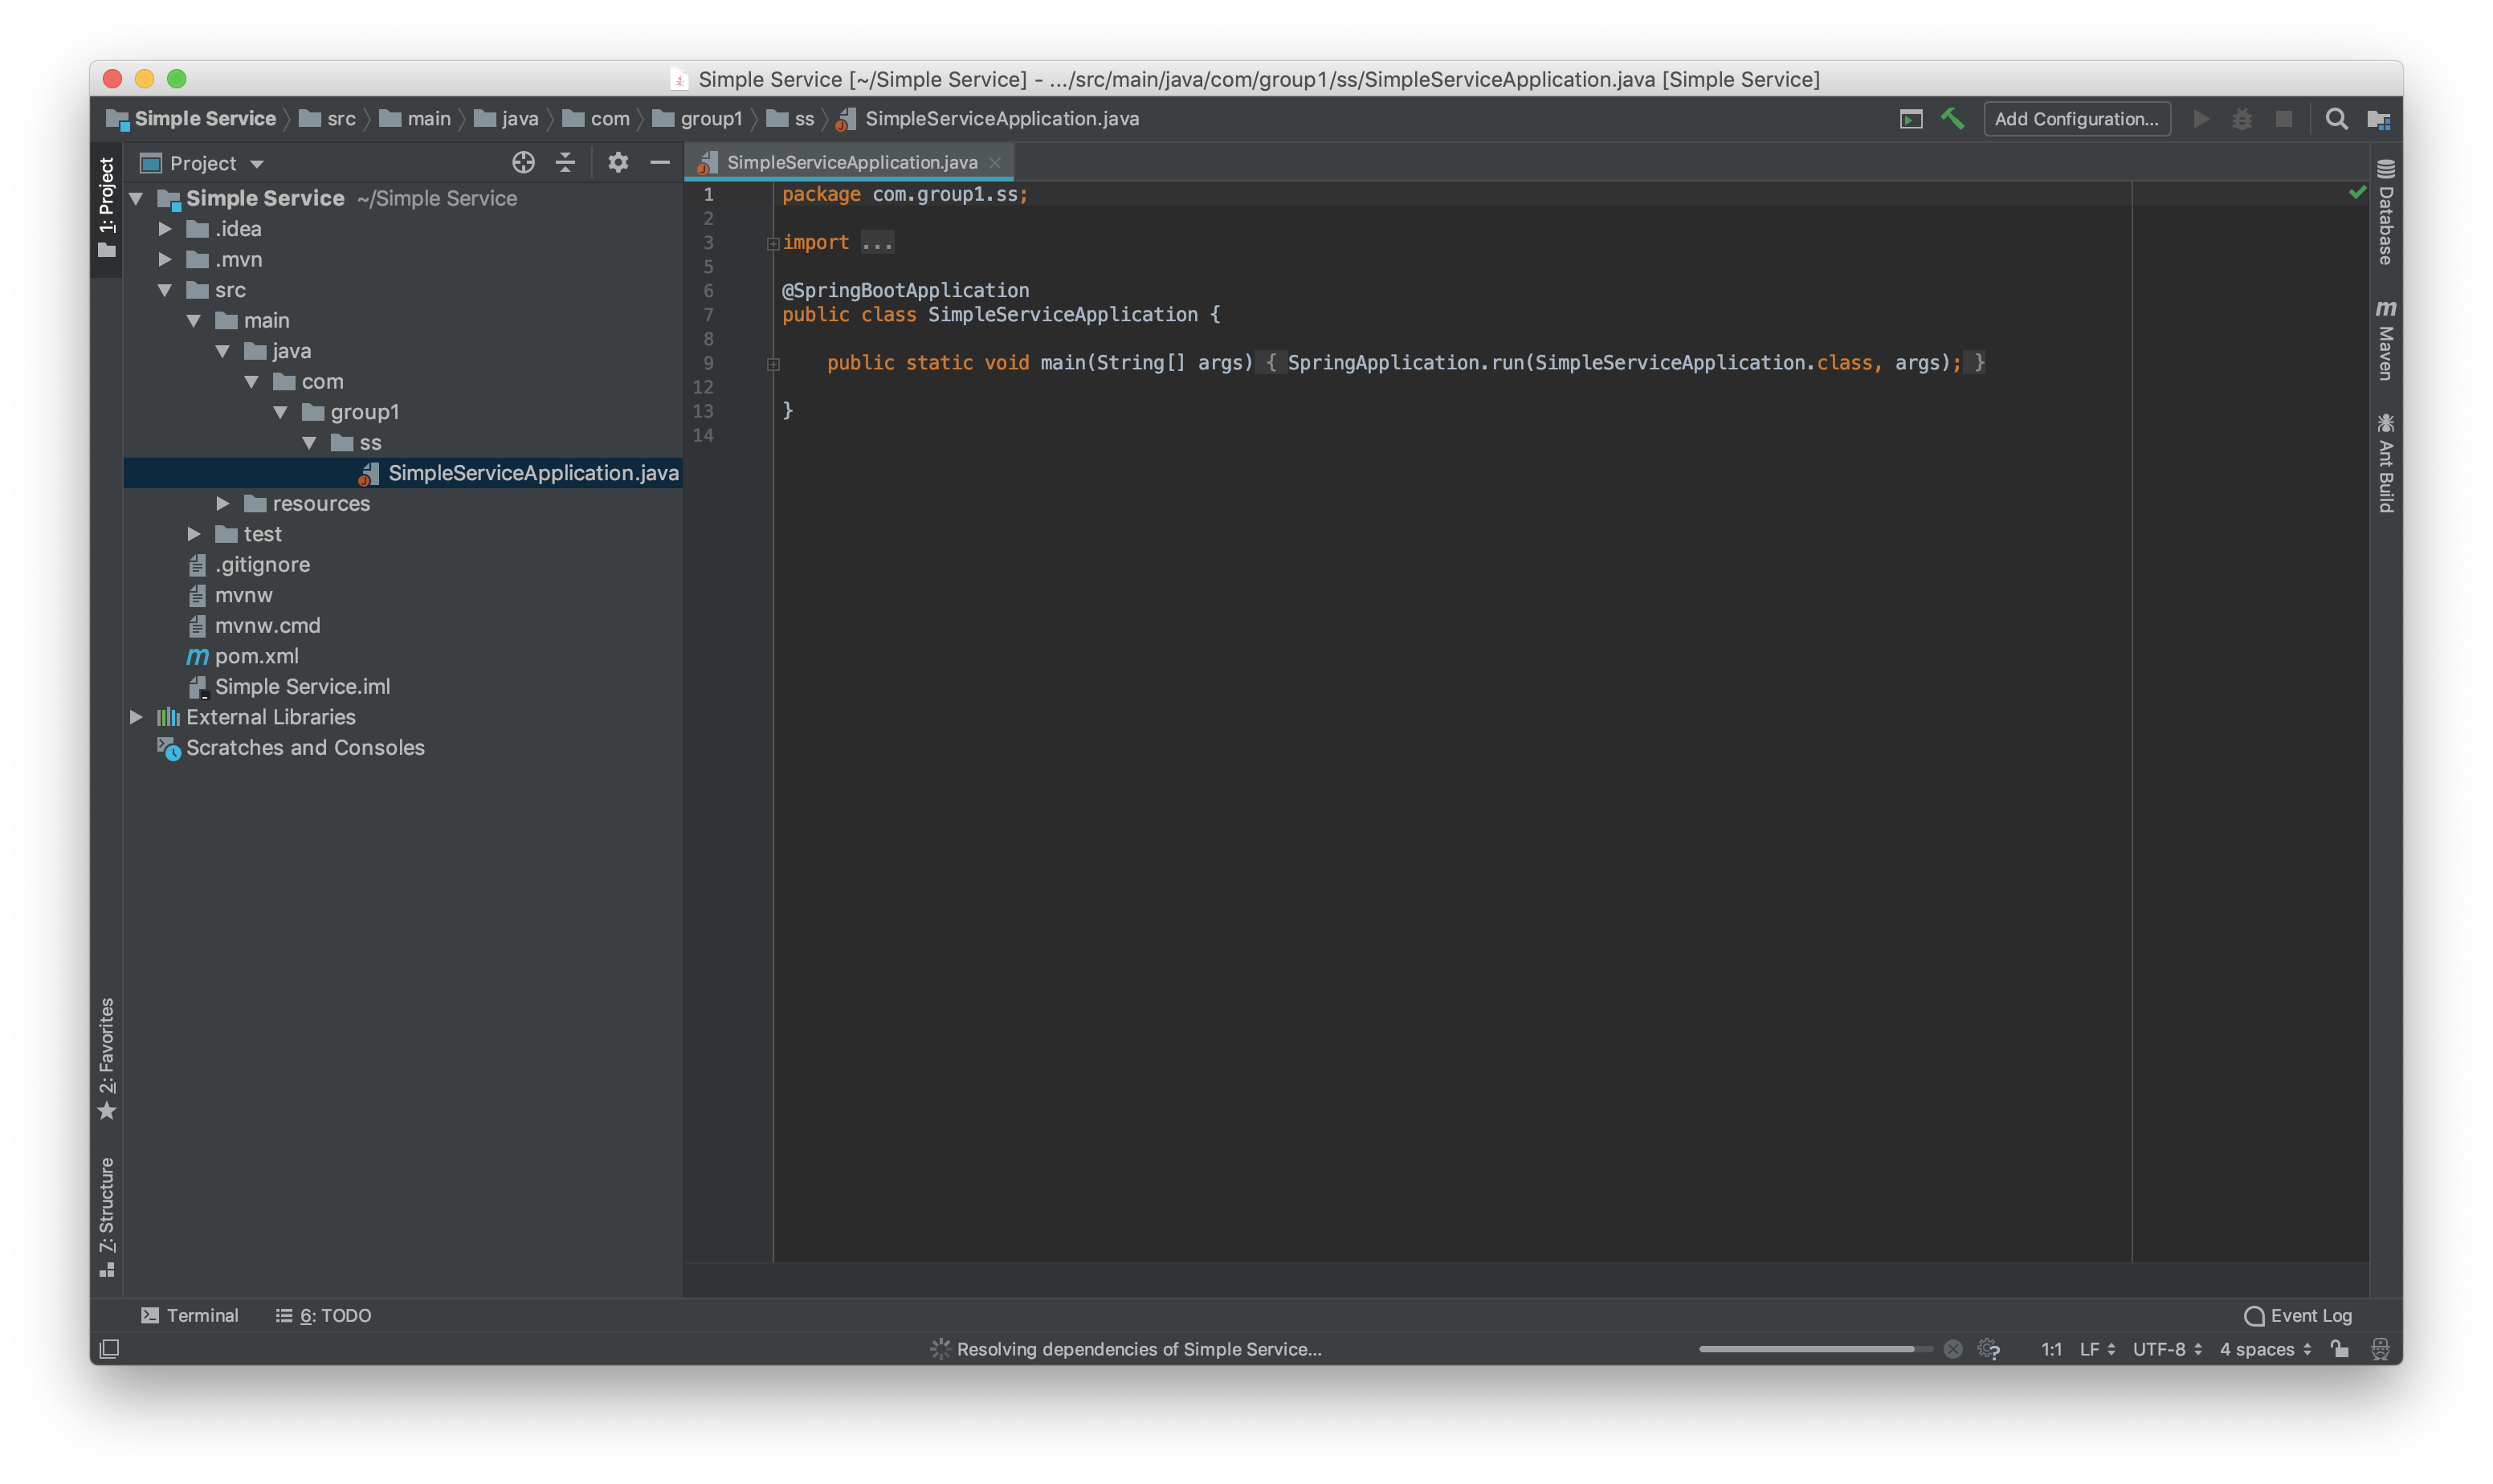 Simple Service [~/Simple Service] - .../src/main/java/com/group1/ss/SimpleServiceApplication.java [Simple Service]
Simple Service src main java com group1 ss SimpleServiceApplication.java Add Configuration...
1: Project
Project
Simple Service ~/Simple Service
.idea
.mvn
src
main
java
com
group1
ss
SimpleServiceApplication.java
resources
test
.gitignore
mvnw
mvnw.cmd
pom.xml
Simple Service.iml
External Libraries
Scratches and Consoles
2: Favorites
Z: Structure
SimpleServiceApplication.java
1 package com.group1.ss;
2
3 import ...
5
6 @SpringBootApplication
7 public class SimpleServiceApplication {
8
9 public static void main(String[] args) { SpringApplication.run(SimpleServiceApplication.class, args); }
12
13 }
14
Database
Maven
Ant Build
Terminal 6: TODO Event Log
Resolving dependencies of Simple Service... 1:1 LF UTF-8 4 spaces